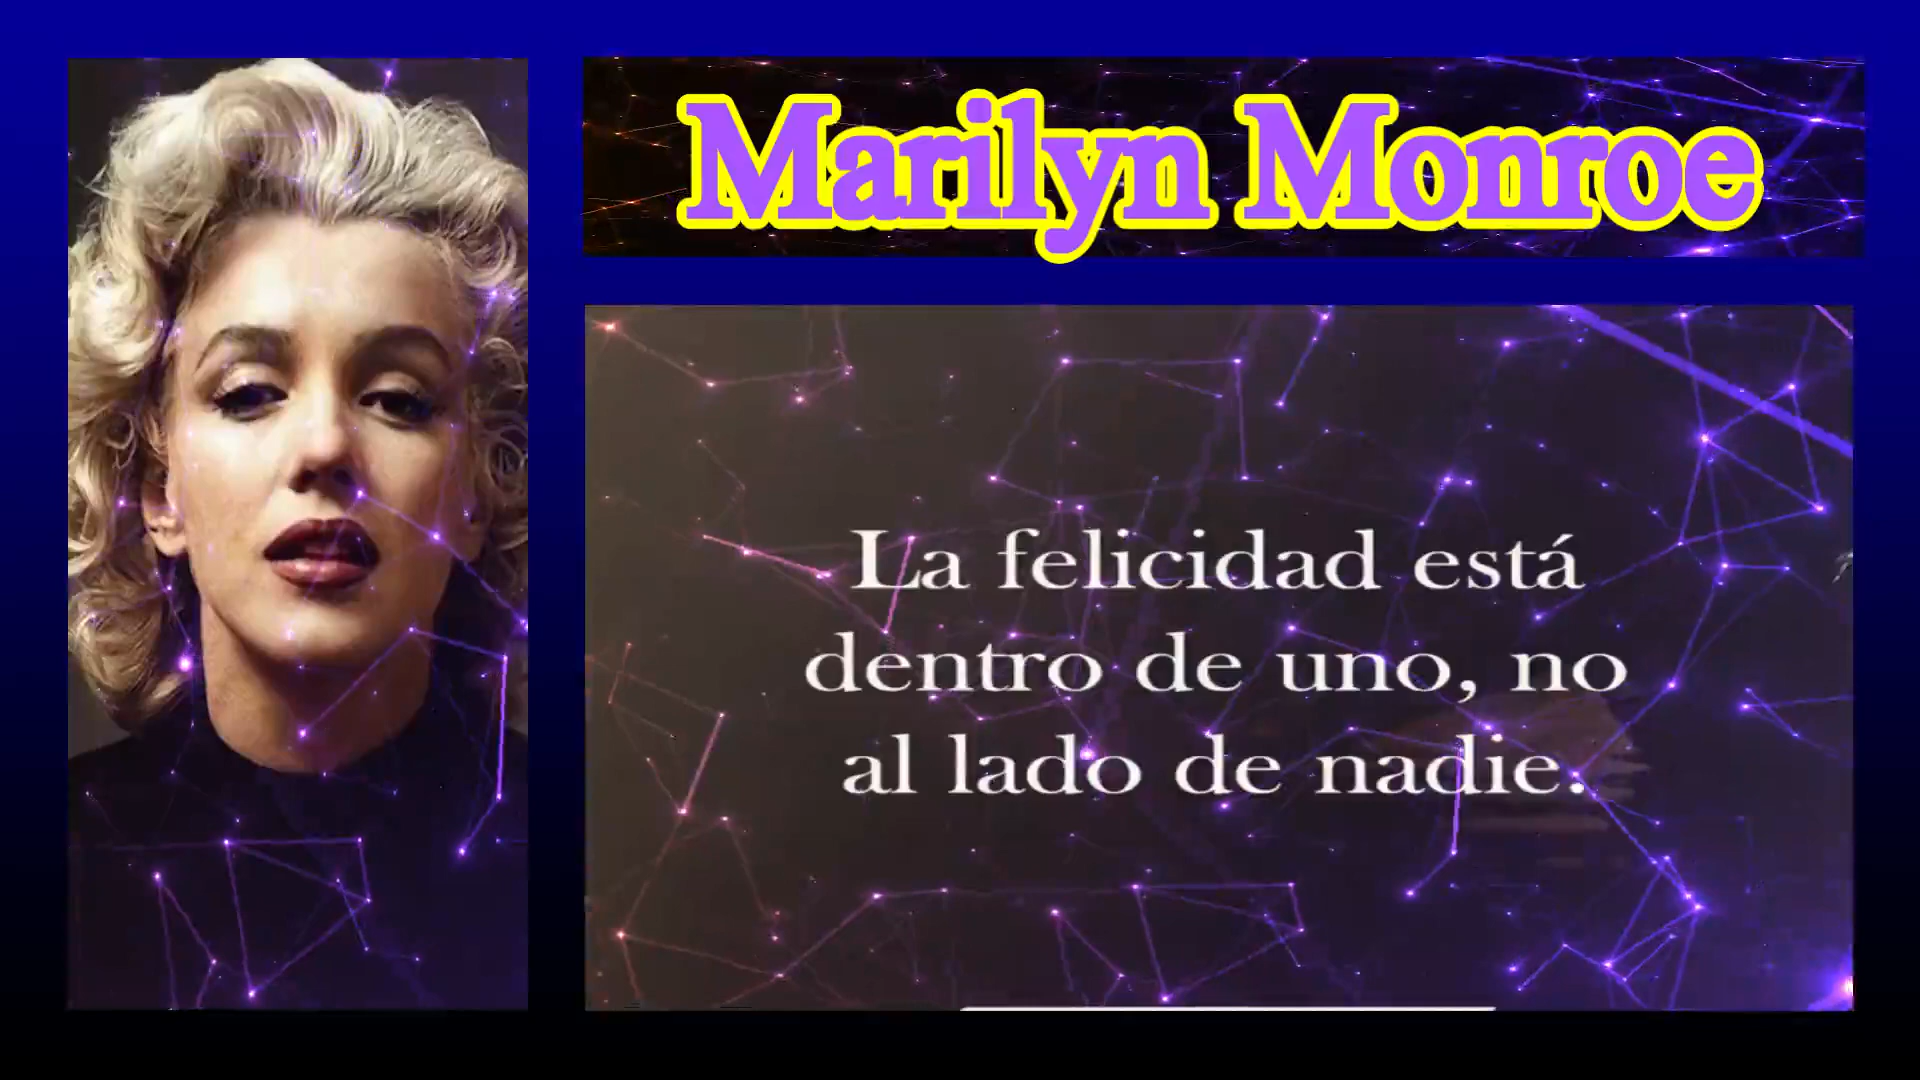 Marilyn Monroe
La felicidad está
dentro de uno, no
al lado de nadie.